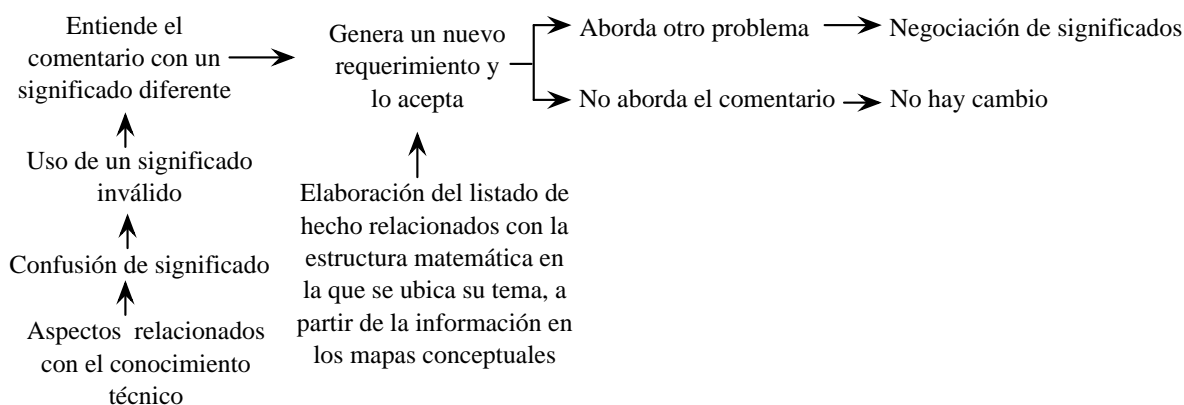 Entiende el
comentario con un
significado diferente
Genera un nuevo
requerimiento y
lo acepta
Aborda otro problema
Negociación de significados
No aborda el comentario
No hay cambio
Uso de un significado
inválido
Confusión de significado
Aspectos relacionados
con el conocimiento
técnico
Elaboración del listado de
hecho relacionados con la
estructura matemática en
la que se ubica su tema, a
partir de la información en
los mapas conceptuales